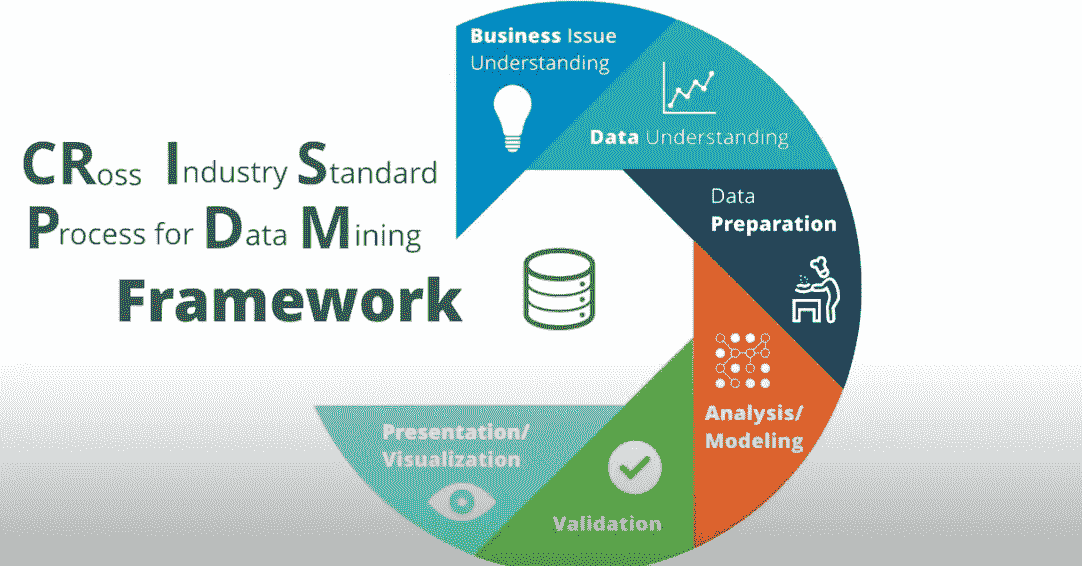 CRoss Industry Standard
Process for Data Mining
Framework
Business Issue
Understanding
Data Understanding
Data
Preparation
Analysis/
Modeling
Validation
Presentation/
Visualization